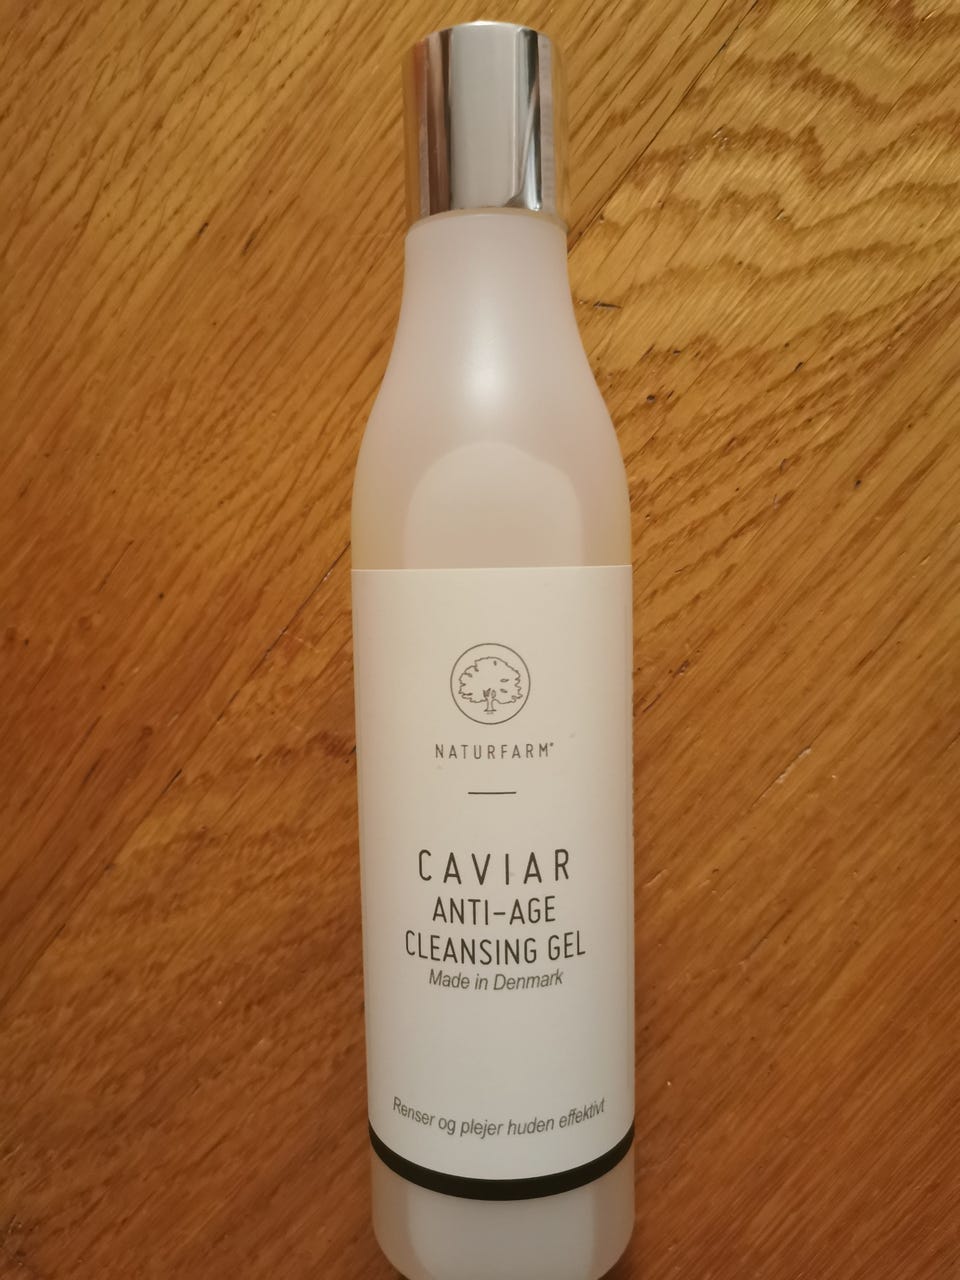 NATURFARM®
CAVIAR
ANTI-AGE
CLEANSING GEL
Made in Denmark
Renser og plejer huden effektivt